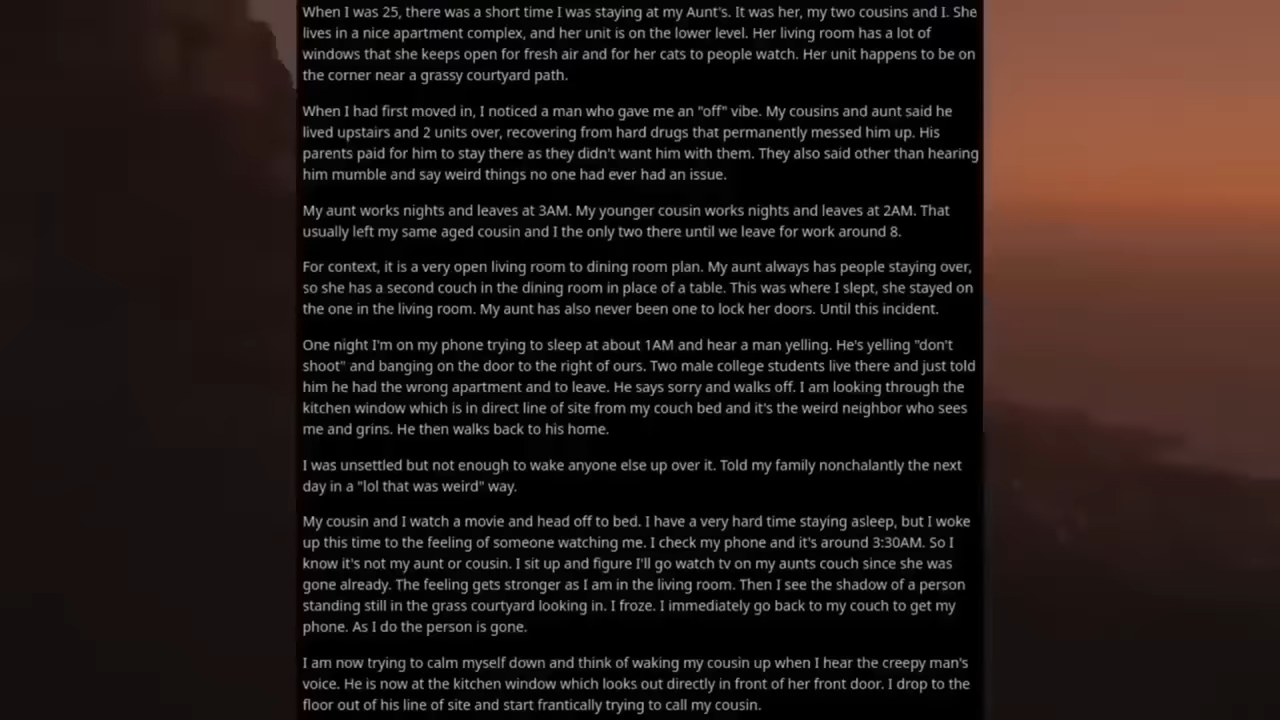 When I was 25, there was a short time I was staying at my Aunt's. It was her, my two cousins and I. She
lives in a nice apartment complex, and her unit is on the lower level. Her living room has a lot of
windows that she keeps open for fresh air and for her cats to people watch. Her unit happens to be on
the corner near a grassy courtyard path.
When I had first moved in, I noticed a man who gave me an "off" vibe. My cousins and aunt said he
lived upstairs and 2 units over, recovering from hard drugs that permanently messed him up. His
parents paid for him to stay there as they didn't want him with them. They also said other than hearing
him mumble and say weird things no one had ever had an issue.
My aunt works nights and leaves at 3AM. My younger cousin works nights and leaves at 2AM. That
usually left my same aged cousin and I the only two there until we leave for work around 8.
For context, it is a very open living room to dining room plan. My aunt always has people staying over,
so she has a second couch in the dining room in place of a table. This was where I slept, she stayed on
the one in the living room. My aunt has also never been one to lock her doors. Until this incident.
One night I'm on my phone trying to sleep at about 1AM and hear a man yelling. He's yelling "don't
shoot" and banging on the door to the right of ours. Two male college students live there and just told
him he had the wrong apartment and to leave. He says sorry and walks off. I am looking through the
kitchen window which is in direct line of site from my couch bed and it's the weird neighbor who sees
me and grins. He then walks back to his home.
I was unsettled but not enough to wake anyone else up over it. Told my family nonchalantly the next
day in a "lol that was weird" way.
My cousin and I watch a movie and head off to bed. I have a very hard time staying asleep, but I woke
up this time to the feeling of someone watching me. I check my phone and it's around 3:30AM. So I
know it's not my aunt or cousin. I sit up and figure I'll go watch tv on my aunts couch since she was
gone already. The feeling gets stronger as I am in the living room. Then I see the shadow of a person
standing still in the grass courtyard looking in. I froze. I immediately go back to my couch to get my
phone. As I do the person is gone.
I am now trying to calm myself down and think of waking my cousin up when I hear the creepy man's
voice. He is now at the kitchen window which looks out directly in front of her front door. I drop to the
floor out of his line of site and start frantically trying to call my cousin.